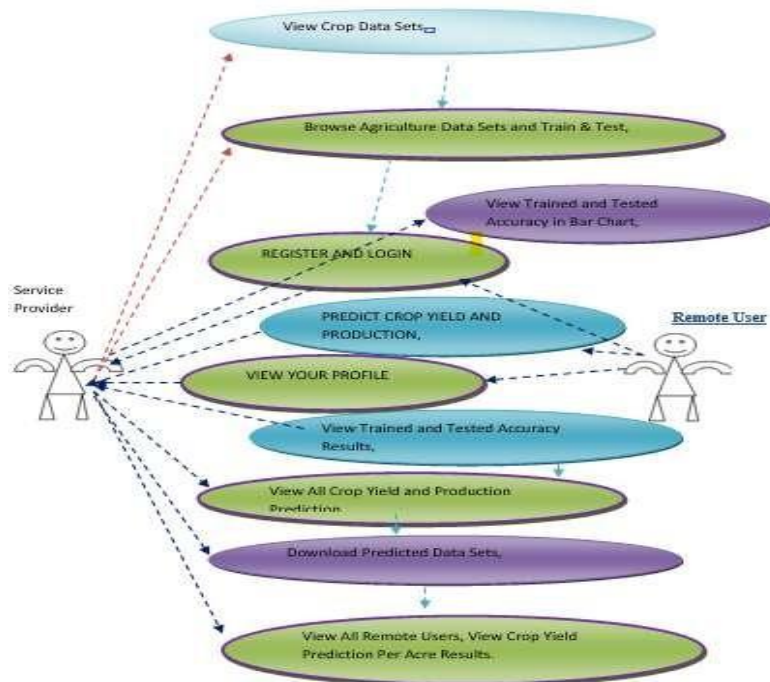 View Crop Data Sets,
Browse Agriculture Data Sets and Train & Test,
View Trained and Tested
Accuracy in Bar Chart,
REGISTER AND LOGIN
Service
Provider
PREDICT CROP YIELD AND
PRODUCTION,
Remote User
VIEW YOUR PROFILE
View Trained and Tested Accuracy
Results,
View All Crop Yield and Production
Prediction
Download Predicted Data Sets,
View All Remote Users, View Crop Yield
Prediction Per Acre Results.